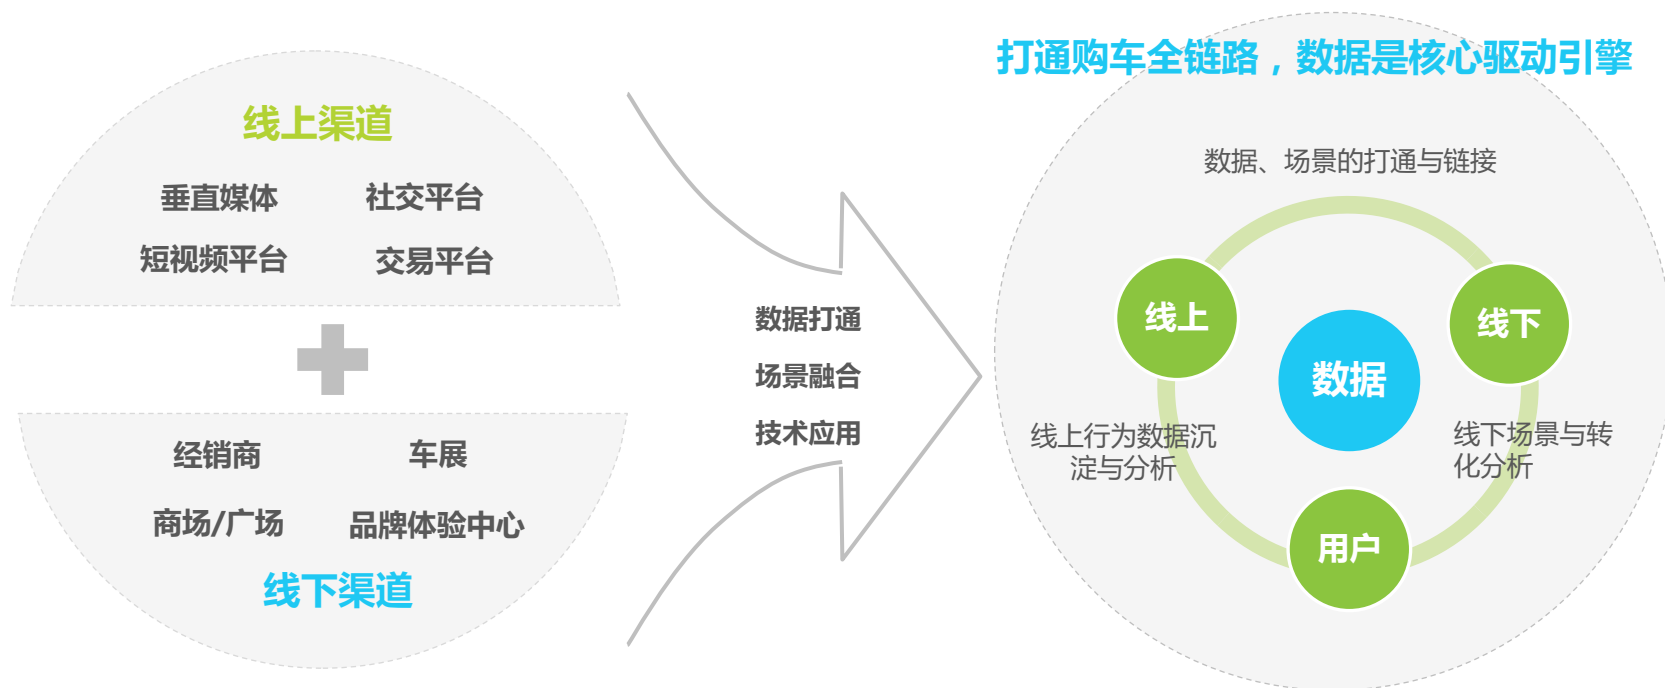 线上渠道
垂直媒体 社交平台
短视频平台 交易平台
经销商 车展
商场/广场 品牌体验中心
线下渠道
数据打通
场景融合
技术应用
打通购车全链路，数据是核心驱动引擎
数据、场景的打通与链接
线上
线下
数据
线上行为数据沉
淀与分析
线下场景与转
化分析
用户